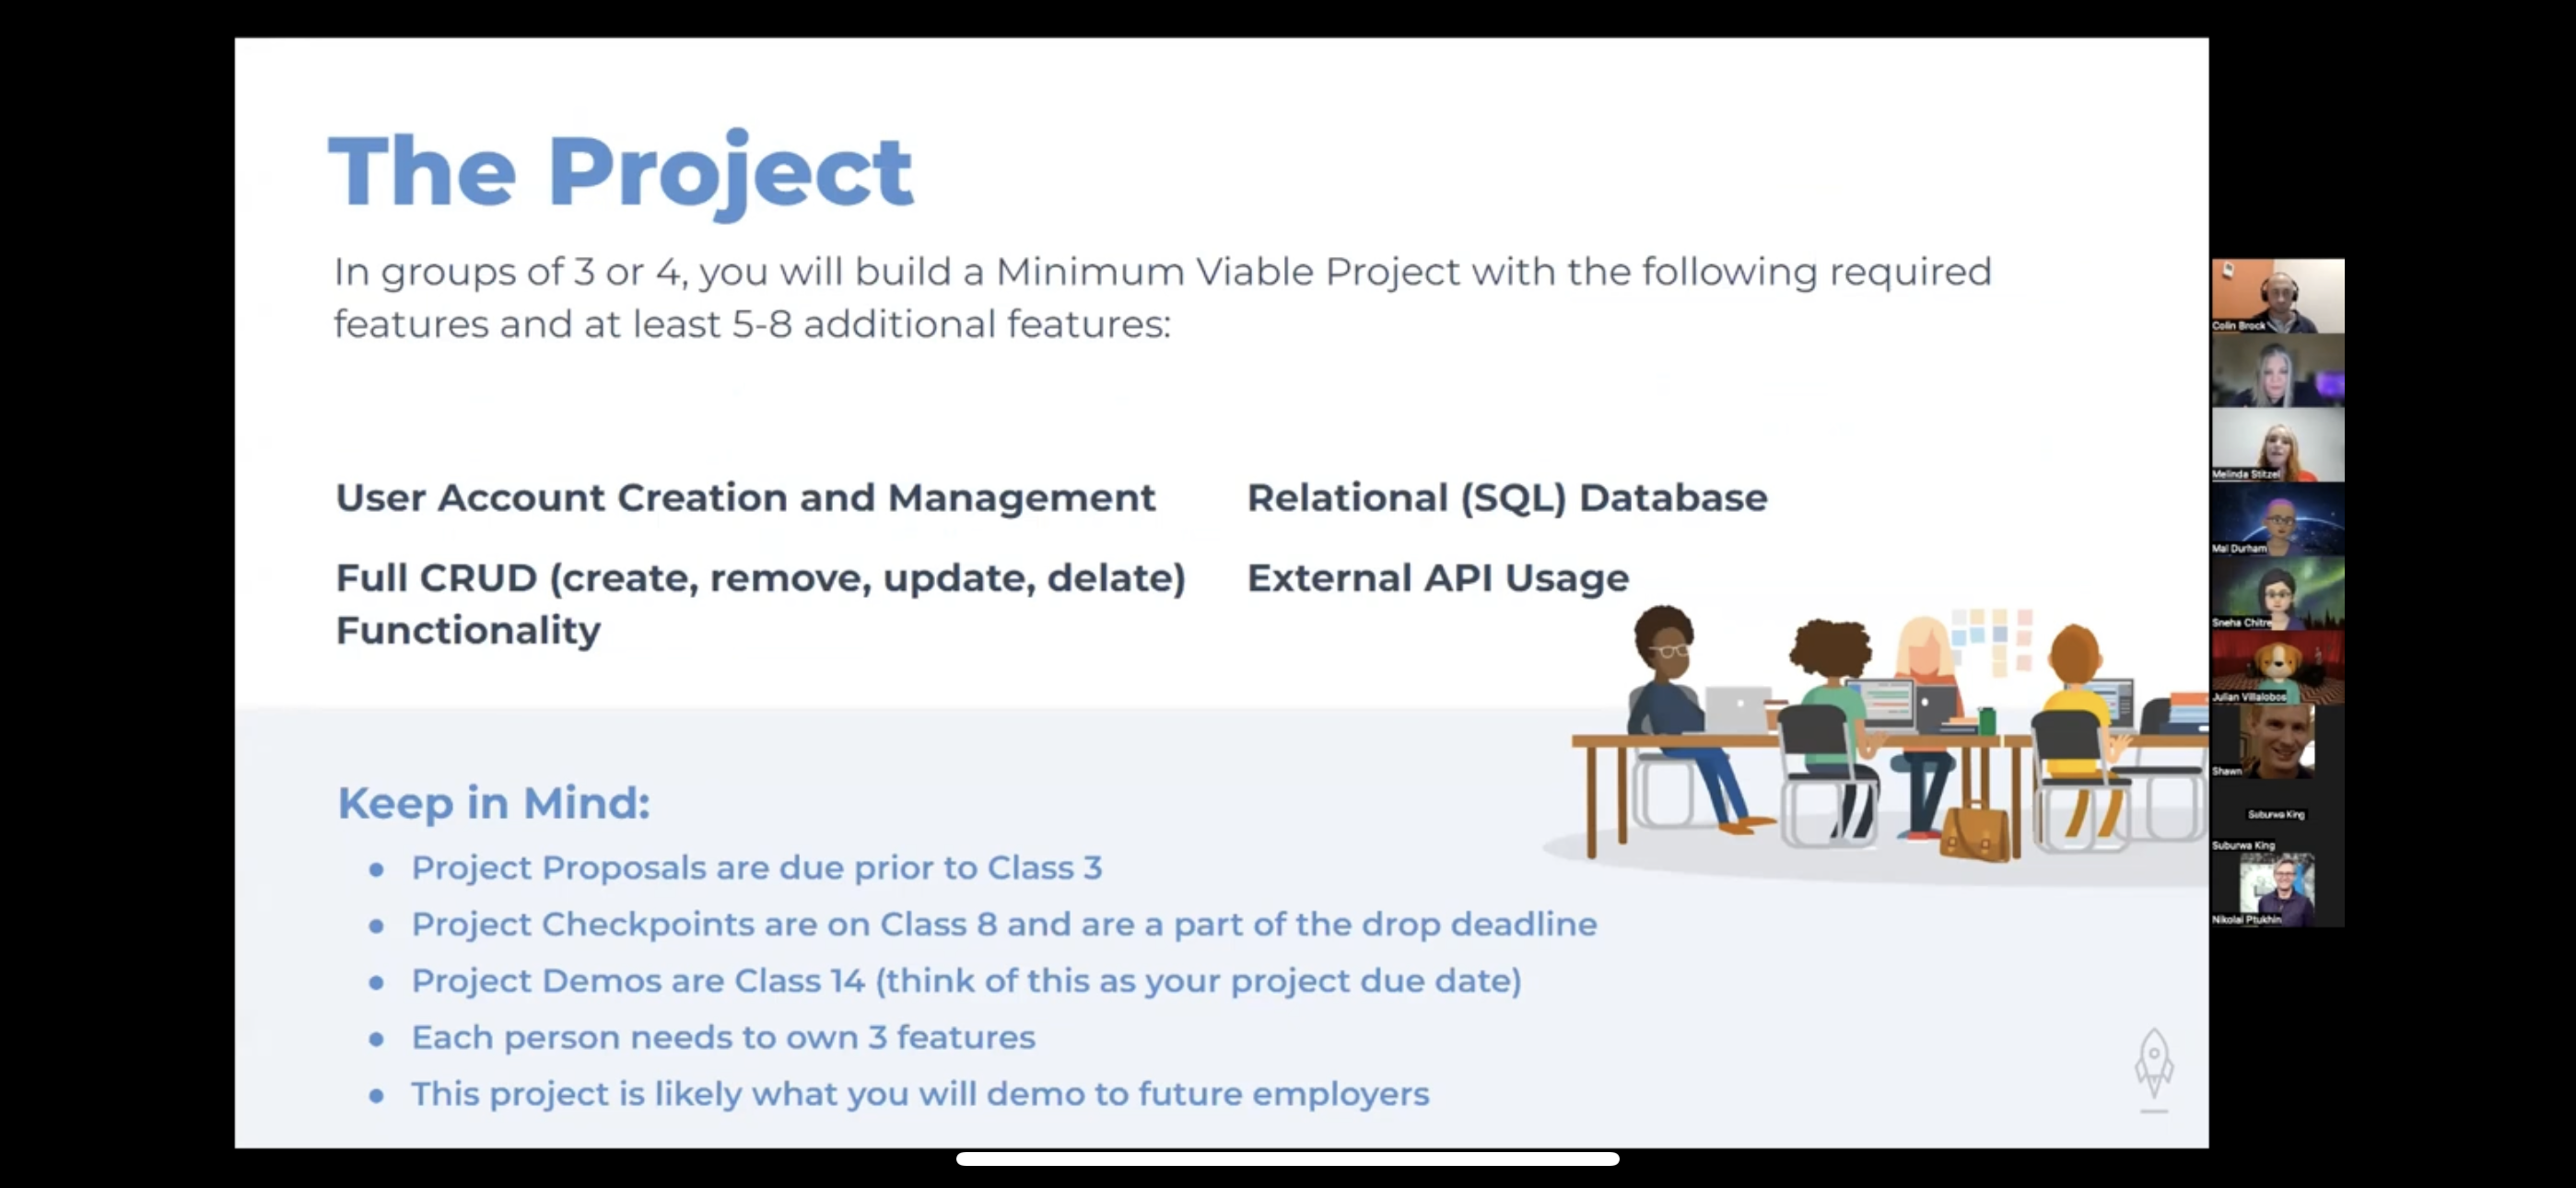 The Project
In groups of 3 or 4, you will build a Minimum Viable Project with the following required
features and at least 5-8 additional features:
User Account Creation and Management
Relational (SQL) Database
Full CRUD (create, remove, update, delate)
Functionality
External API Usage
Keep in Mind:
● Project Proposals are due prior to Class 3
● Project Checkpoints are on Class 8 and are a part of the drop deadline
● Project Demos are Class 14 (think of this as your project due date)
● Each person needs to own 3 features
● This project is likely what you will demo to future employers
Colin Brock
Melinda Stitzel
Mal Durham
Sneha Chitre
Julian Villalobos
Shawn
Suburwa King
Suburwa King
Nikolai Ptukhin